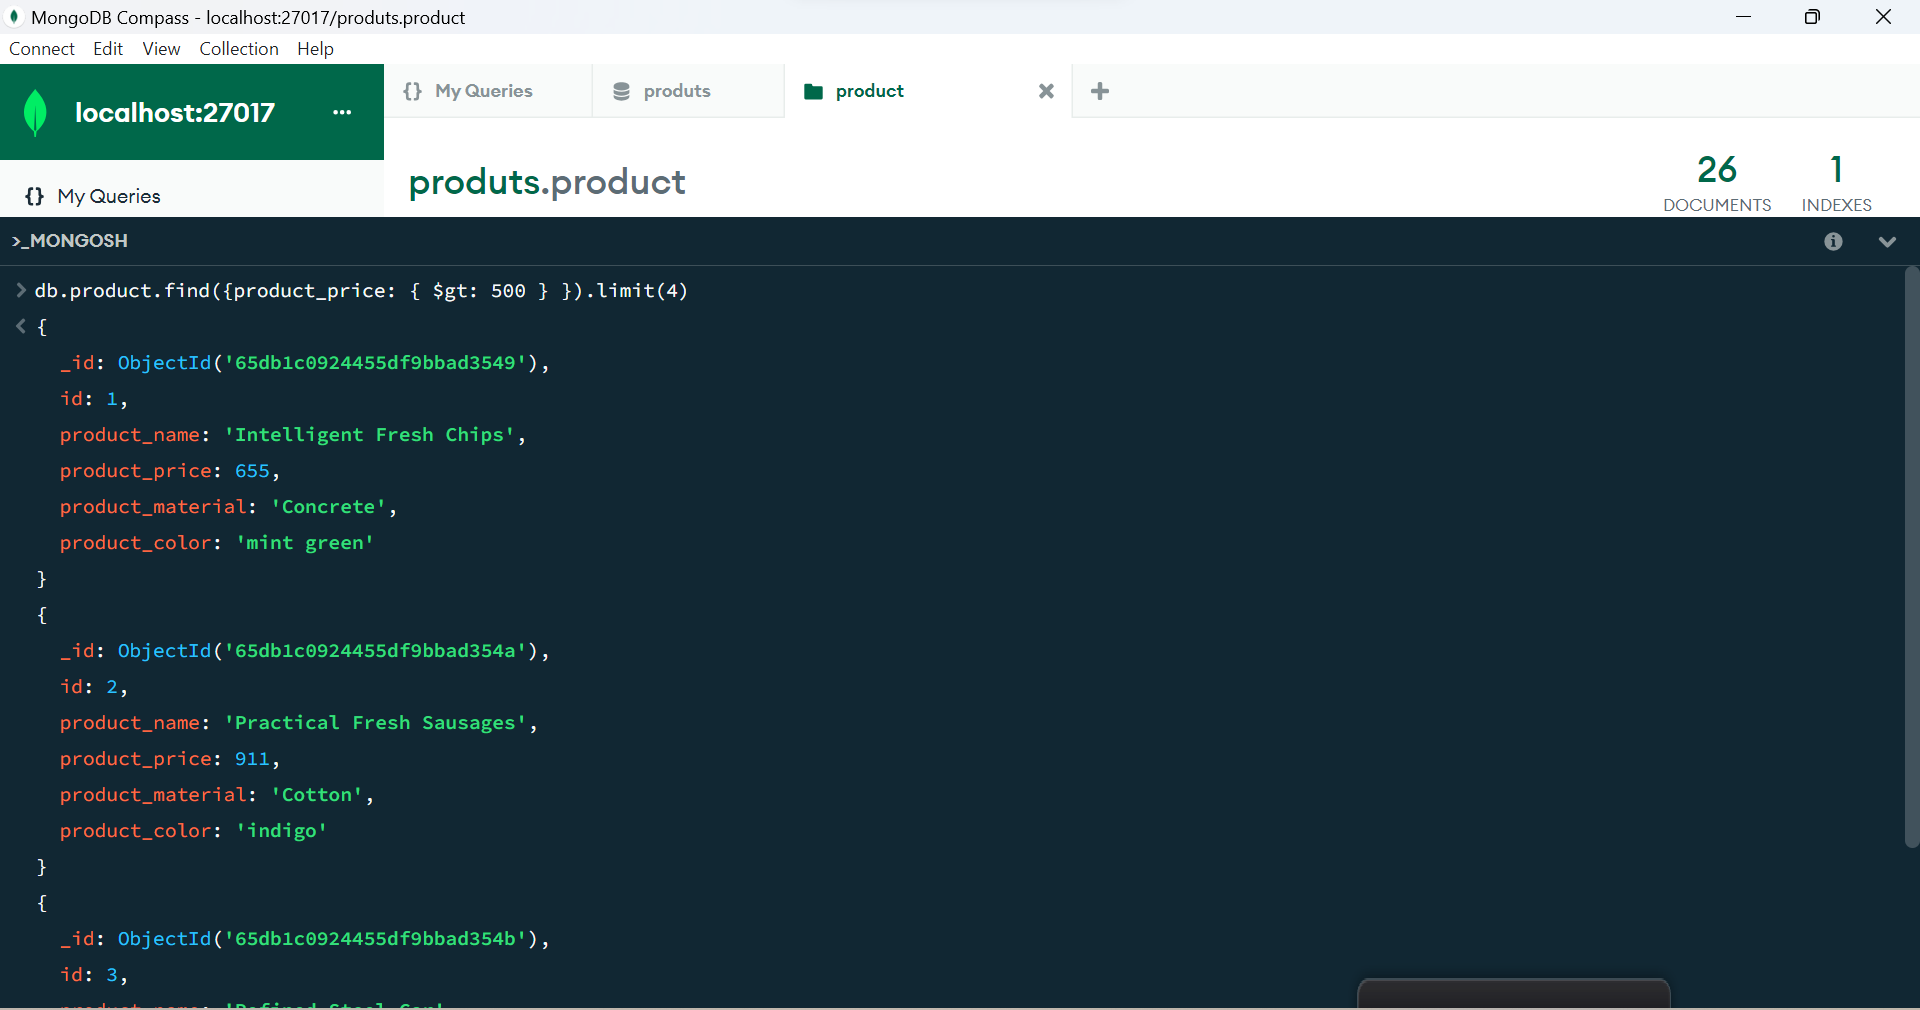 MongoDB Compass - localhost:27017/produts.product
Connect Edit View Collection Help
localhost:27017 ...
{} My Queries
{} My Queries
produts
product
produts.product
26
DOCUMENTS
1
INDEXES
>_MONGOSH
> db.product.find({product_price: { $gt: 500 } }).limit(4)
< {
_id: ObjectId('65db1c0924455df9bbad3549'),
id: 1,
product_name: 'Intelligent Fresh Chips',
product_price: 655,
product_material: 'Concrete',
product_color: 'mint green'
}
{
_id: ObjectId('65db1c0924455df9bbad354a'),
id: 2,
product_name: 'Practical Fresh Sausages',
product_price: 911,
product_material: 'Cotton',
product_color: 'indigo'
}
{
_id: ObjectId('65db1c0924455df9bbad354b'),
id: 3,